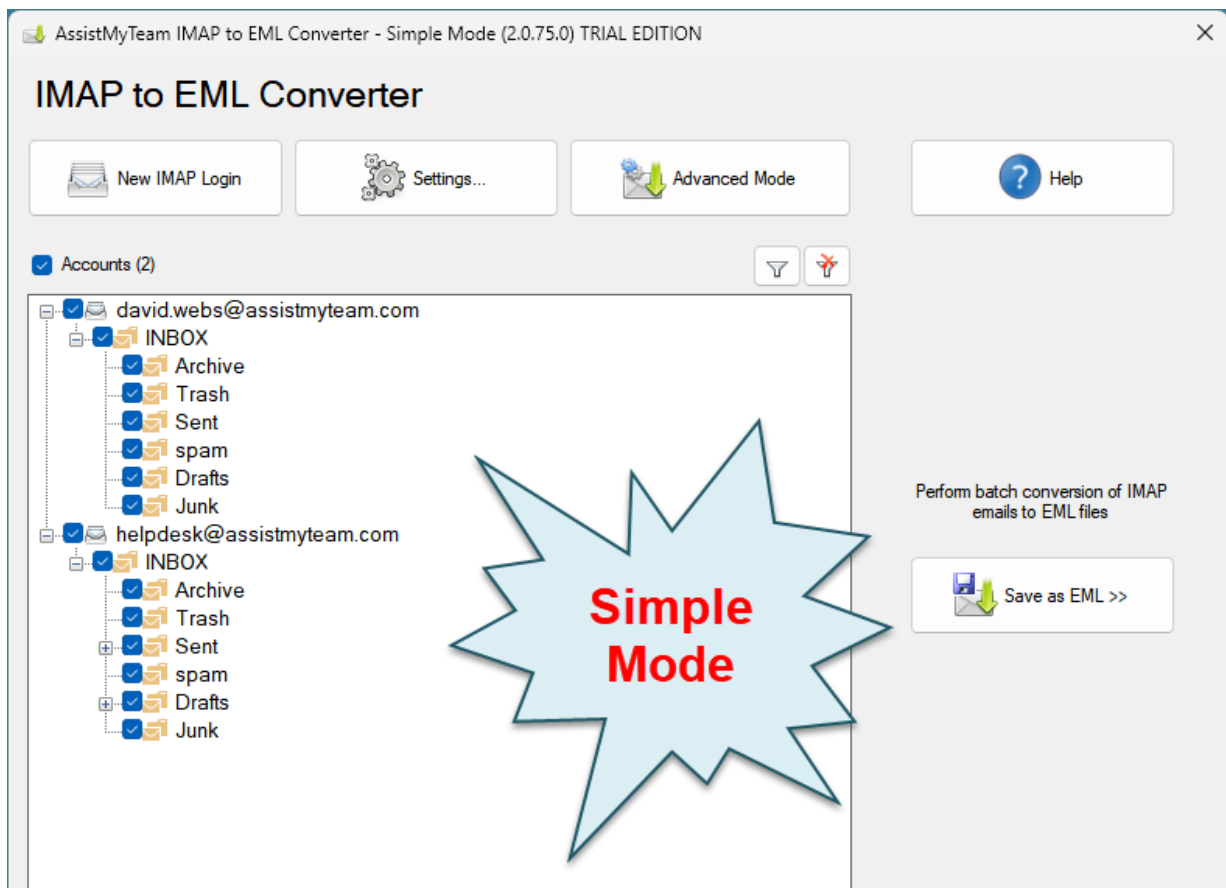 AssistMyTeam IMAP to EML Converter - Simple Mode (2.0.75.0) TRIAL EDITION
IMAP to EML Converter
New IMAP Login
Settings...
Advanced Mode
Help
Accounts (2)
david.webs@assistmyteam.com
INBOX
Archive
Trash
Sent
spam
Drafts
Junk
helpdesk@assistmyteam.com
INBOX
Archive
Trash
Sent
spam
Drafts
Junk
Simple
Mode
Perform batch conversion of IMAP
emails to EML files
Save as EML >>